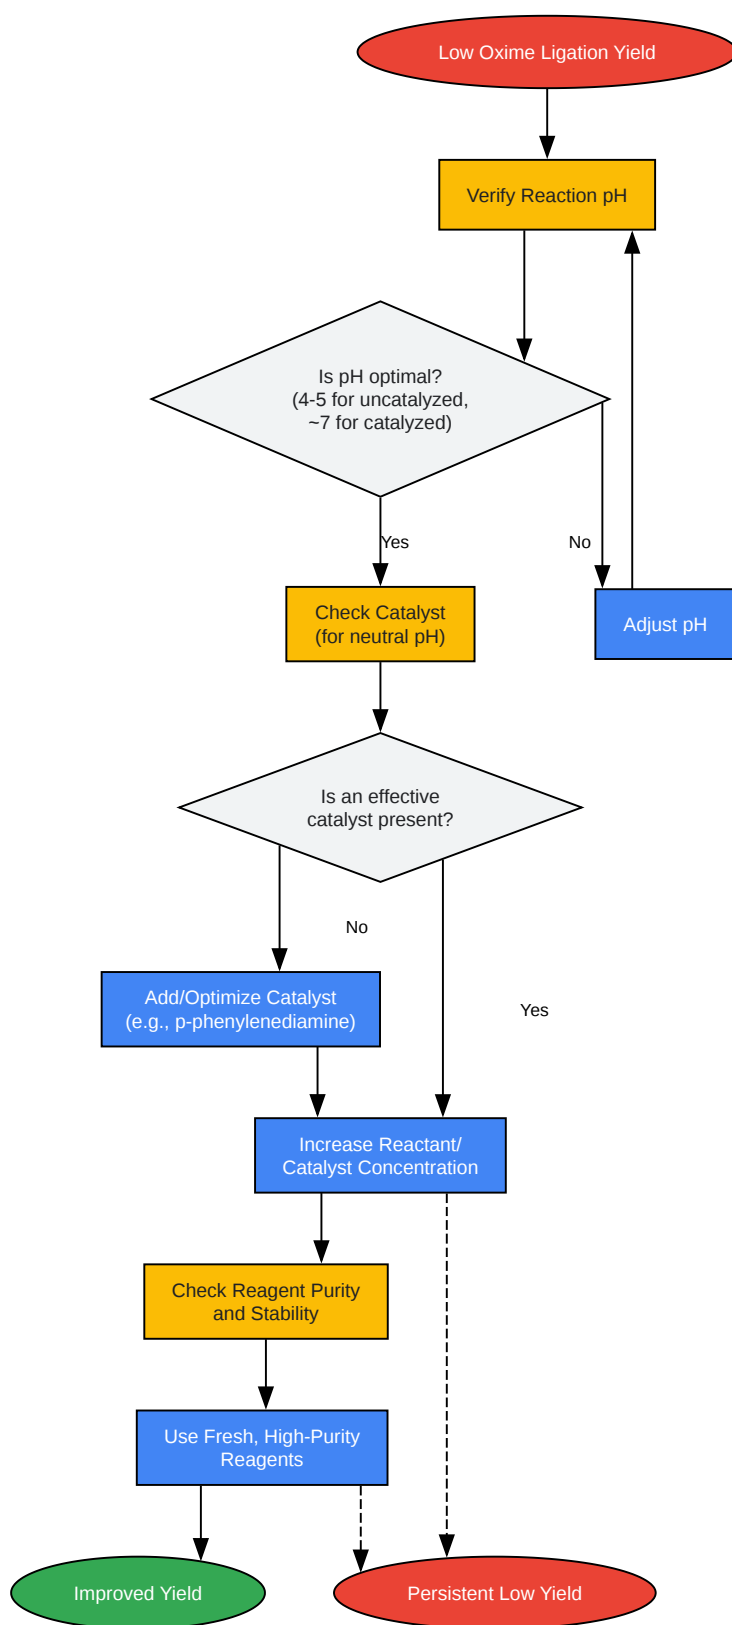 Low Oxime Ligation Yield
Verify Reaction pH
Is pH optimal?
(4-5 for uncatalyzed,
~7 for catalyzed)
Yes
No
Check Catalyst
(for neutral pH)
Adjust pH
Is an effective
catalyst present?
No
Add/Optimize Catalyst
(e.g., p-phenylenediamine)
Yes
Increase Reactant/
Catalyst Concentration
Check Reagent Purity
and Stability
Use Fresh, High-Purity
Reagents
Improved Yield
Persistent Low Yield